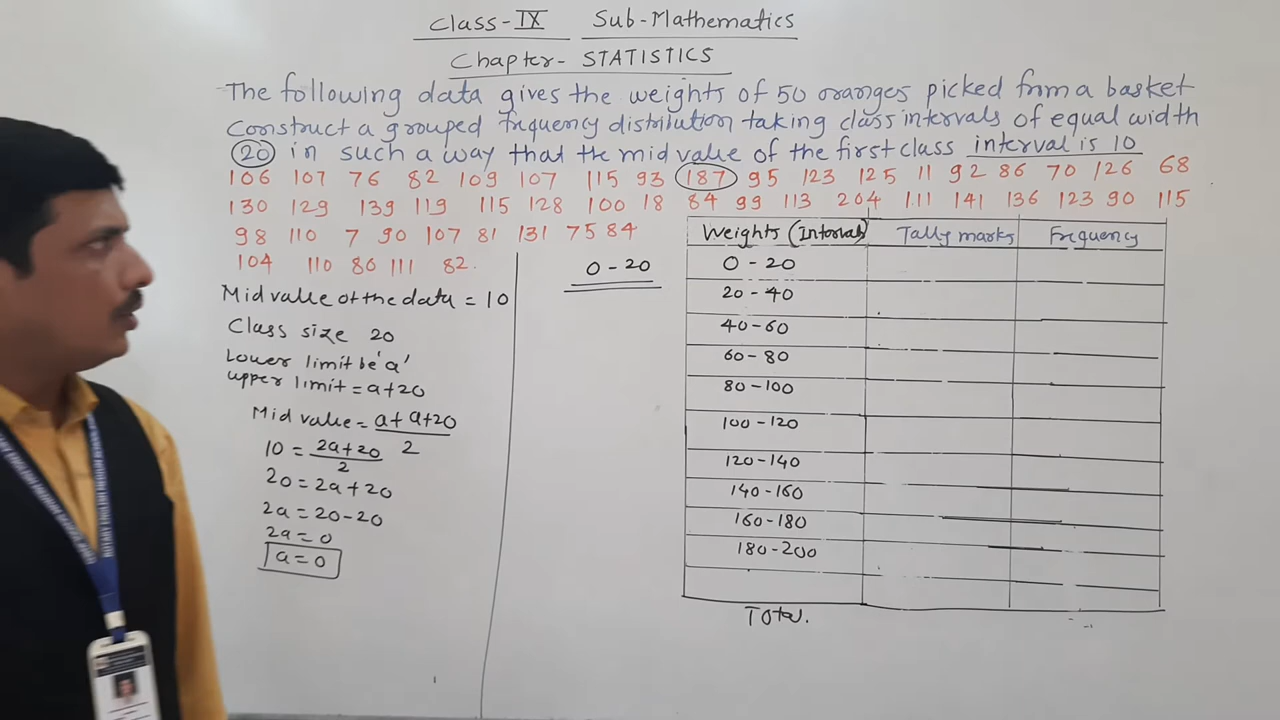 Class-IX Sub-Mathematics
Chapter- STATISTICS
The following data gives the weights of 50 oranges picked from a basket
Construct a grouped frequency distribution taking class intervals of equal width
20 in such a way that the mid value of the first class interval is 10
106 107 76 82 109 107 115 93 187 95 123 125 11 92 86 70 126 68
130 129 139 119 115 128 100 18 84 99 113 204 111 141 136 123 90 115
98 110 7 90 107 81 131 75 84
104 110 80 111 82.
Mid value of the data = 10
Class size 20
Lower limit be 'a'
upper limit = a+20
Mid value = a+a+20
2
10 = 2a+20
2
20 = 2a+20
2a = 20-20
2a = 0
a = 0
0-20
Weights (Intervals) Tally marks Frequency
0 - 20
20 - 40
40-60
60 - 80
80 -100
100 -120
120 -140
140 -160
160 -180
180 -200
Total.